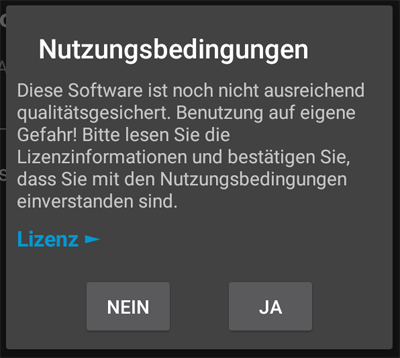 Nutzungsbedingungen
Diese Software ist noch nicht ausreichend
qualitätsgesichert. Benutzung auf eigene
Gefahr! Bitte lesen Sie die
Lizenzinformationen und bestätigen Sie,
dass Sie mit den Nutzungsbedingungen
einverstanden sind.
Lizenz ►
NEIN JA